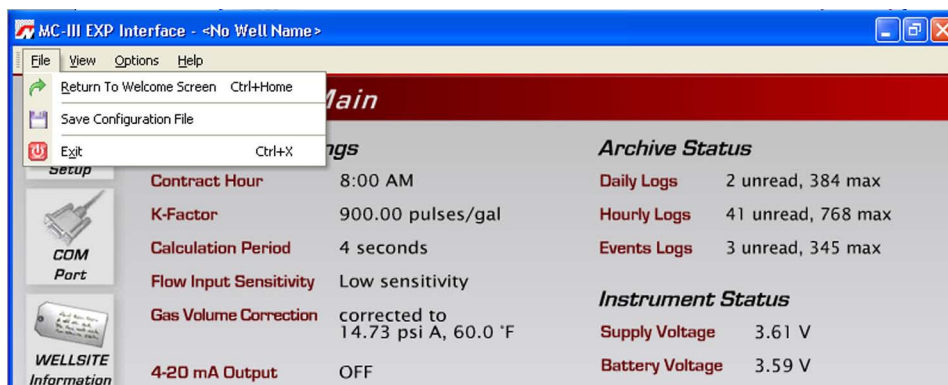 MC-III EXP Interface - <No Well Name>
File View Options Help
Return To Welcome Screen Ctrl+Home
Save Configuration File
Exit Ctrl+X
Main
Setup
COM
Port
WELLSITE
Information
ngs
Contract Hour 8:00 AM
K-Factor 900.00 pulses/gal
Calculation Period 4 seconds
Flow Input Sensitivity Low sensitivity
Gas Volume Correction corrected to
14.73 psi A, 60.0 °F
4-20 mA Output OFF
Archive Status
Daily Logs 2 unread, 384 max
Hourly Logs 41 unread, 768 max
Events Logs 3 unread, 345 max
Instrument Status
Supply Voltage 3.61 V
Battery Voltage 3.59 V